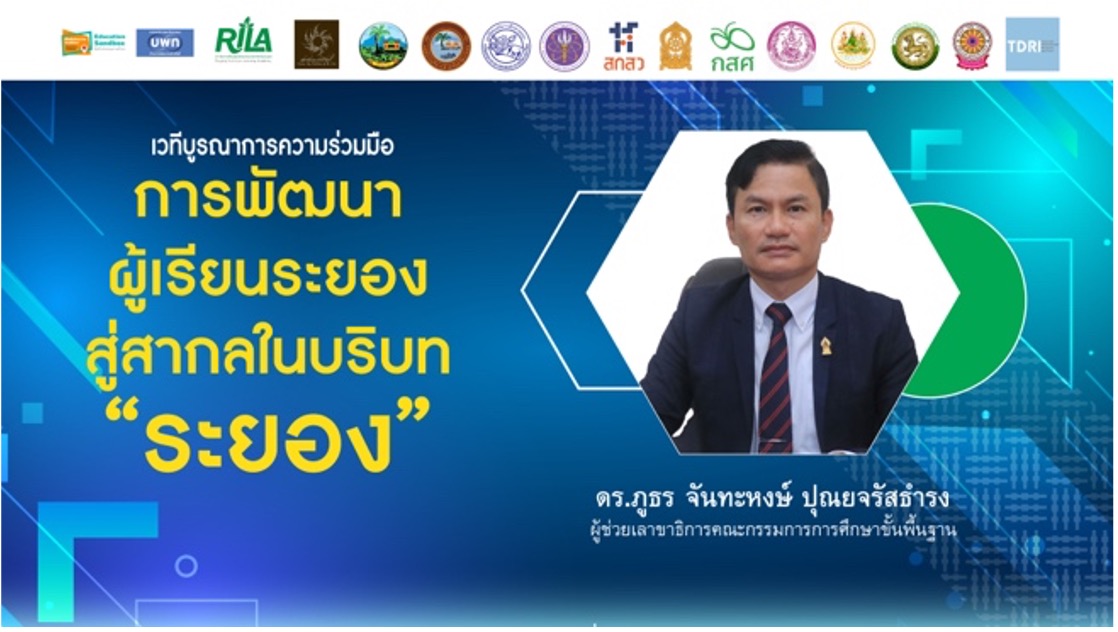 Education
Sandbox
บพท
RILA
สกสว
กสศ
TDRI
เวทีบูรณาการความร่วมมือ
การพัฒนา
ผู้เรียนระยอง
สู่สากลในบริบท
“ระยอง”
ดร.ภูธร จันทะหงษ์ ปุณยจรัสธำรง
ผู้ช่วยเลขาธิการคณะกรรมการการศึกษาขั้นพื้นฐาน